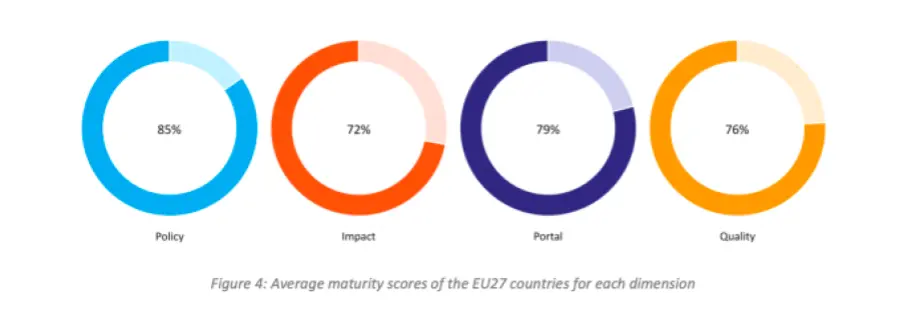 85%
72%
79%
76%
Policy
Impact
Portal
Quality
Figure 4: Average maturity scores of the EU27 countries for each dimension